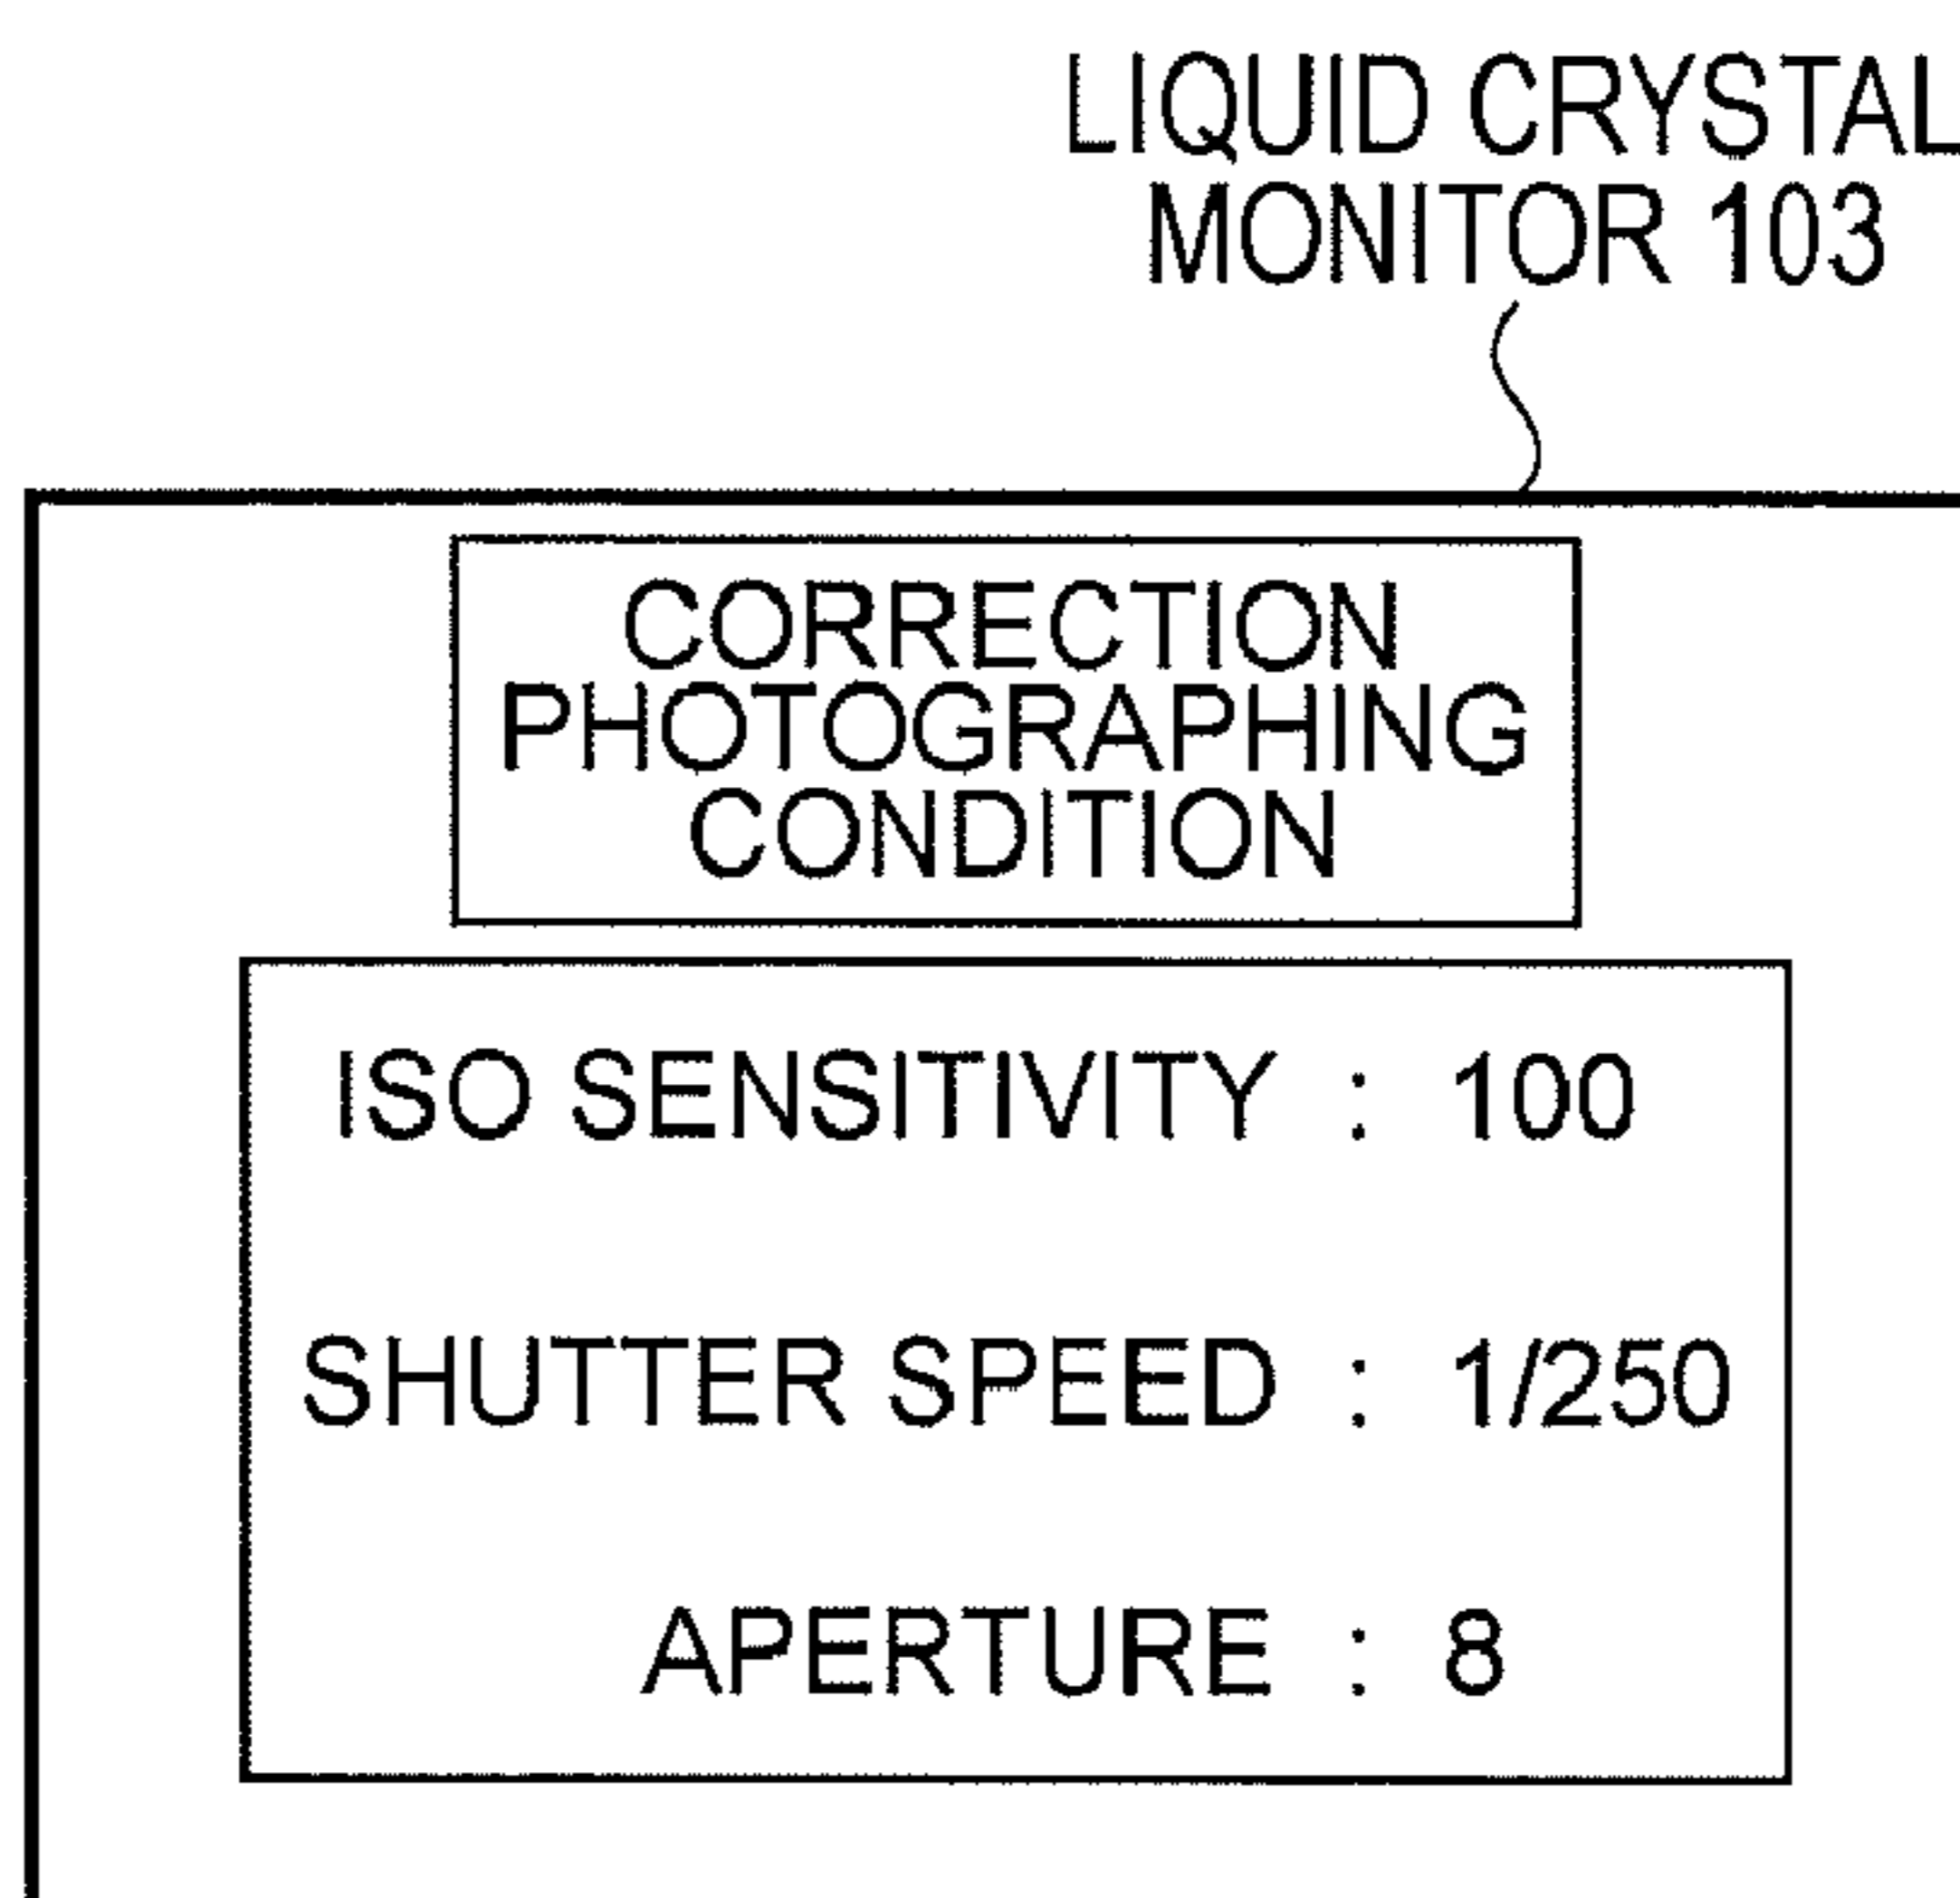 LIQUID CRYSTAL
MONITOR 103
CORRECTION
PHOTOGRAPHING
CONDITION
ISO SENSITIVITY : 100
SHUTTER SPEED : 1/250
APERTURE : 8